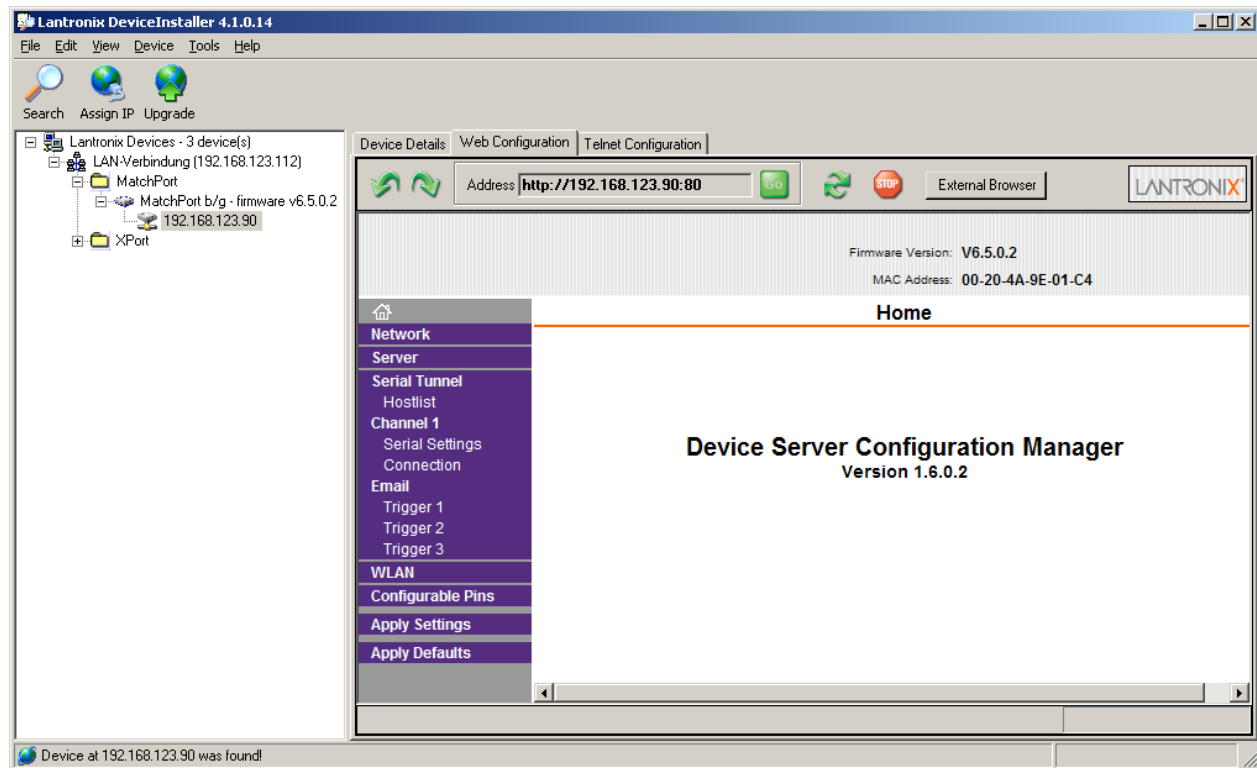 Lantronix DeviceInstaller 4.1.0.14
File Edit View Device Tools Help
Search Assign IP Upgrade
Lantronix Devices - 3 device(s)
LAN-Verbindung (192.168.123.112)
MatchPort
MatchPort b/g - firmware v6.5.0.2
192.168.123.90
XPort
Device Details Web Configuration Telnet Configuration
Address http://192.168.123.90:80 Go STOP External Browser LANTRONIX
Firmware Version: V6.5.0.2
MAC Address: 00-20-4A-9E-01-C4
Home
Network
Server
Serial Tunnel
Hostlist
Channel 1
Serial Settings
Connection
Email
Trigger 1
Trigger 2
Trigger 3
WLAN
Configurable Pins
Apply Settings
Apply Defaults
Device Server Configuration Manager
Version 1.6.0.2
Device at 192.168.123.90 was found!